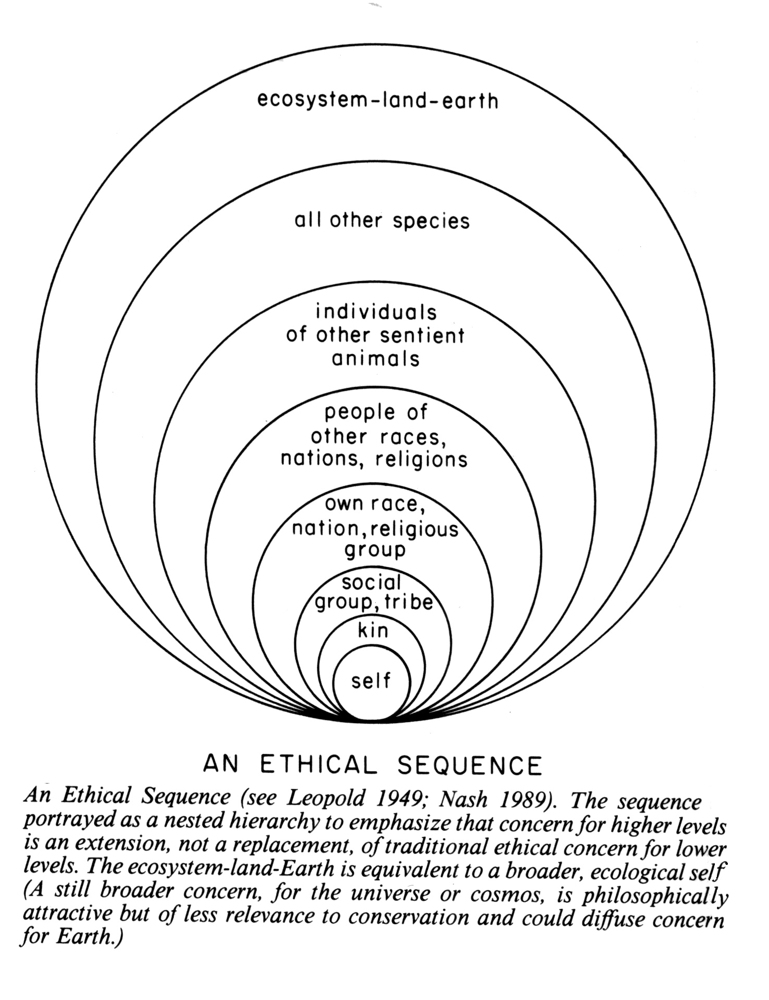 ecosystem-land-earth
all other species
individuals
of other sentient
animals
people of
other races,
nations, religions
own race,
nation, religious
group
social
group, tribe
kin
self
AN ETHICAL SEQUENCE
An Ethical Sequence (see Leopold 1949; Nash 1989). The sequence
portrayed as a nested hierarchy to emphasize that concern for higher levels
is an extension, not a replacement, of traditional ethical concern for lower
levels. The ecosystem-land-Earth is equivalent to a broader, ecological self
(A still broader concern, for the universe or cosmos, is philosophically
attractive but of less relevance to conservation and could diffuse concern
for Earth.)